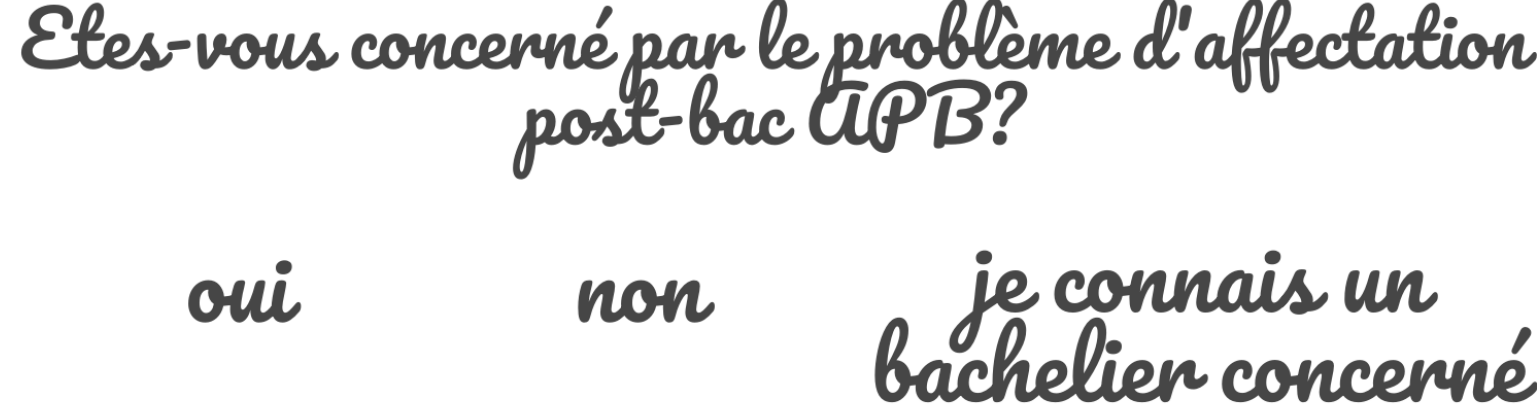 Etes-vous concerné par le problème d'affectation
post-bac APB?
oui
non
je connais un
bachelier concerné